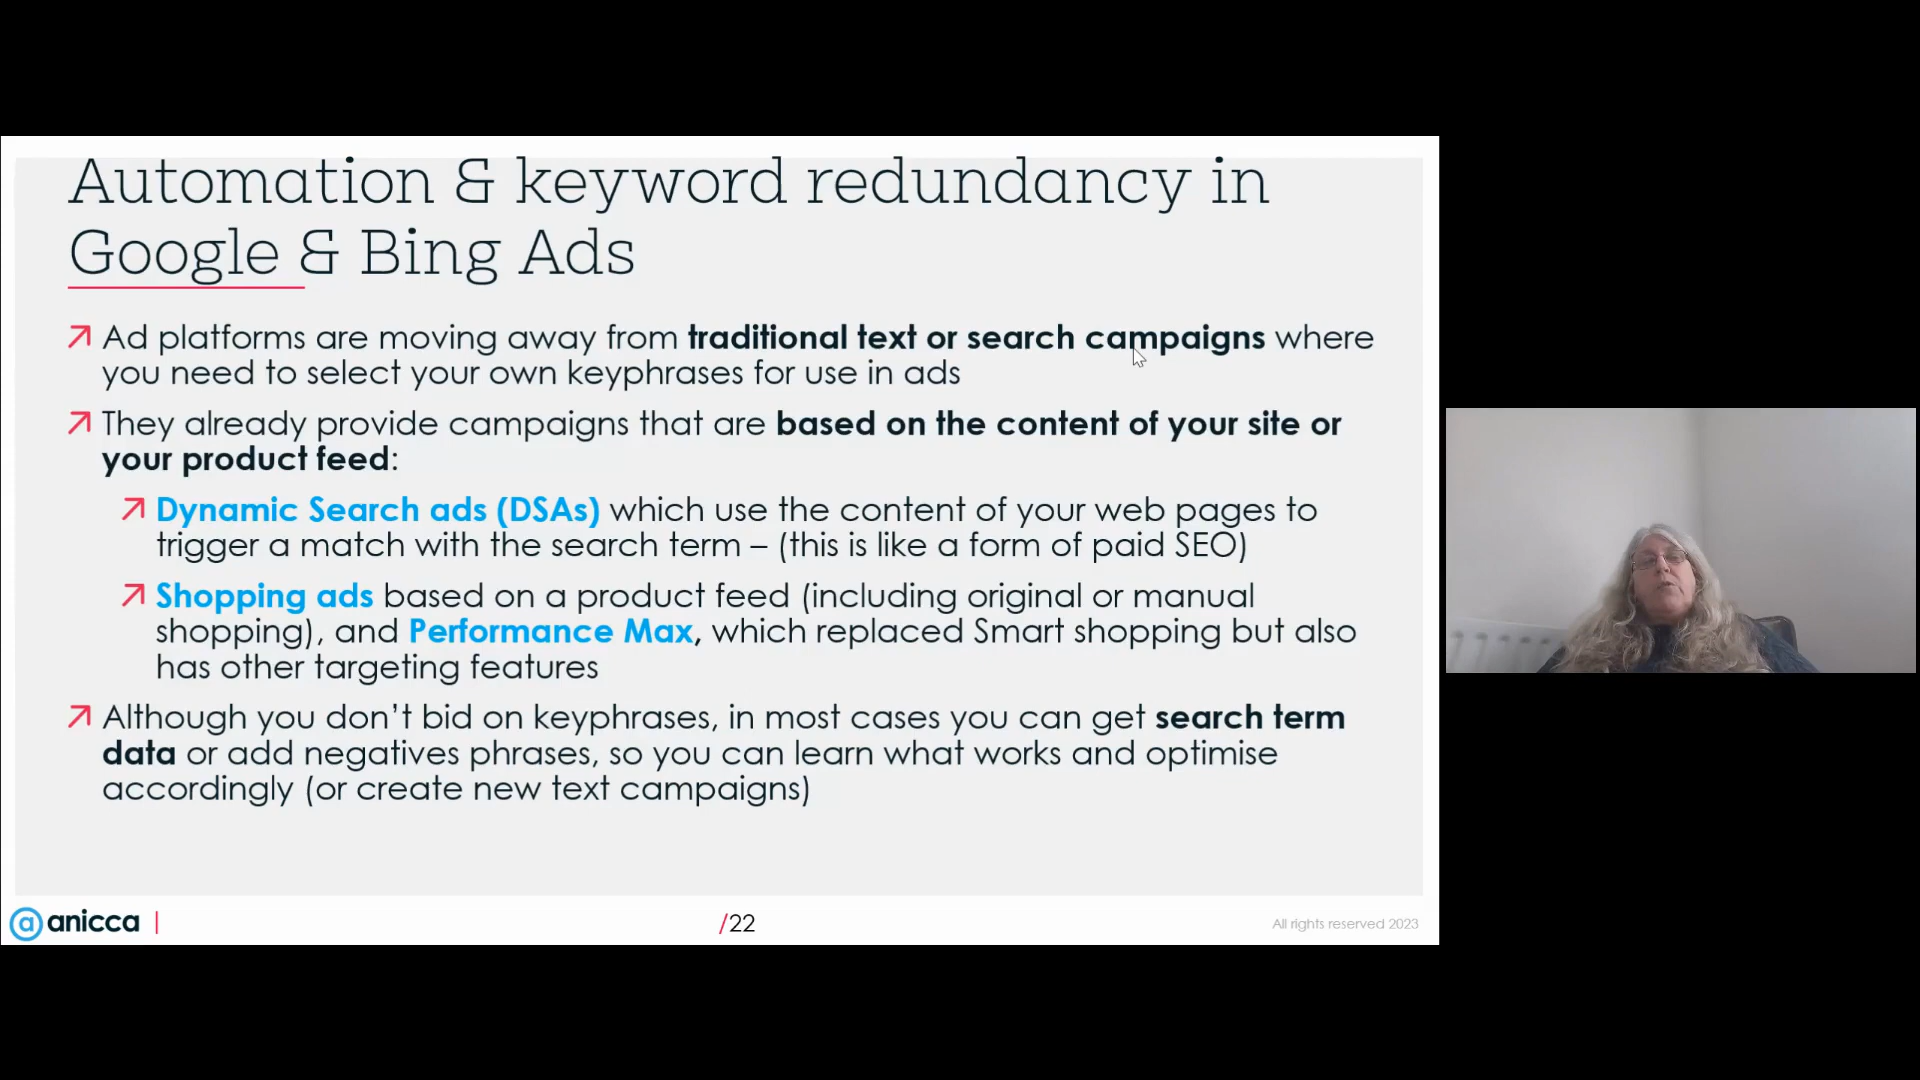 Automation & keyword redundancy in
Google & Bing Ads
Ad platforms are moving away from traditional text or search campaigns where
you need to select your own keyphrases for use in ads
They already provide campaigns that are based on the content of your site or
your product feed:
Dynamic Search ads (DSAs) which use the content of your web pages to
trigger a match with the search term – (this is like a form of paid SEO)
Shopping ads based on a product feed (including original or manual
shopping), and Performance Max, which replaced Smart shopping but also
has other targeting features
Although you don't bid on keyphrases, in most cases you can get search term
data or add negatives phrases, so you can learn what works and optimise
accordingly (or create new text campaigns)
@ anicca |
/22
All rights reserved 2023